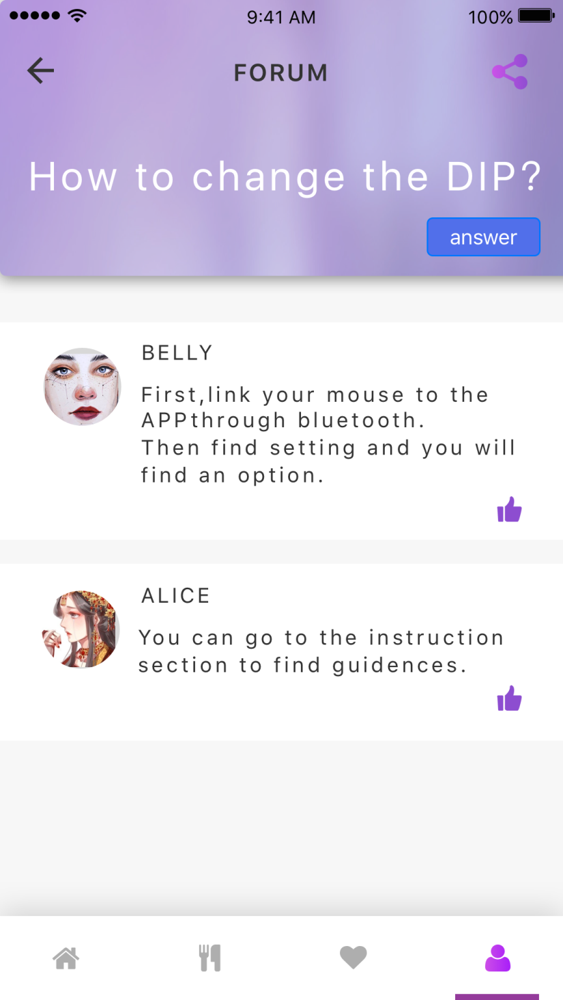 9:41 AM 100%
FORUM
How to change the DIP?
answer
BELLY
First,link your mouse to the
APPthrough bluetooth.
Then find setting and you will
find an option.
ALICE
You can go to the instruction
section to find guidences.